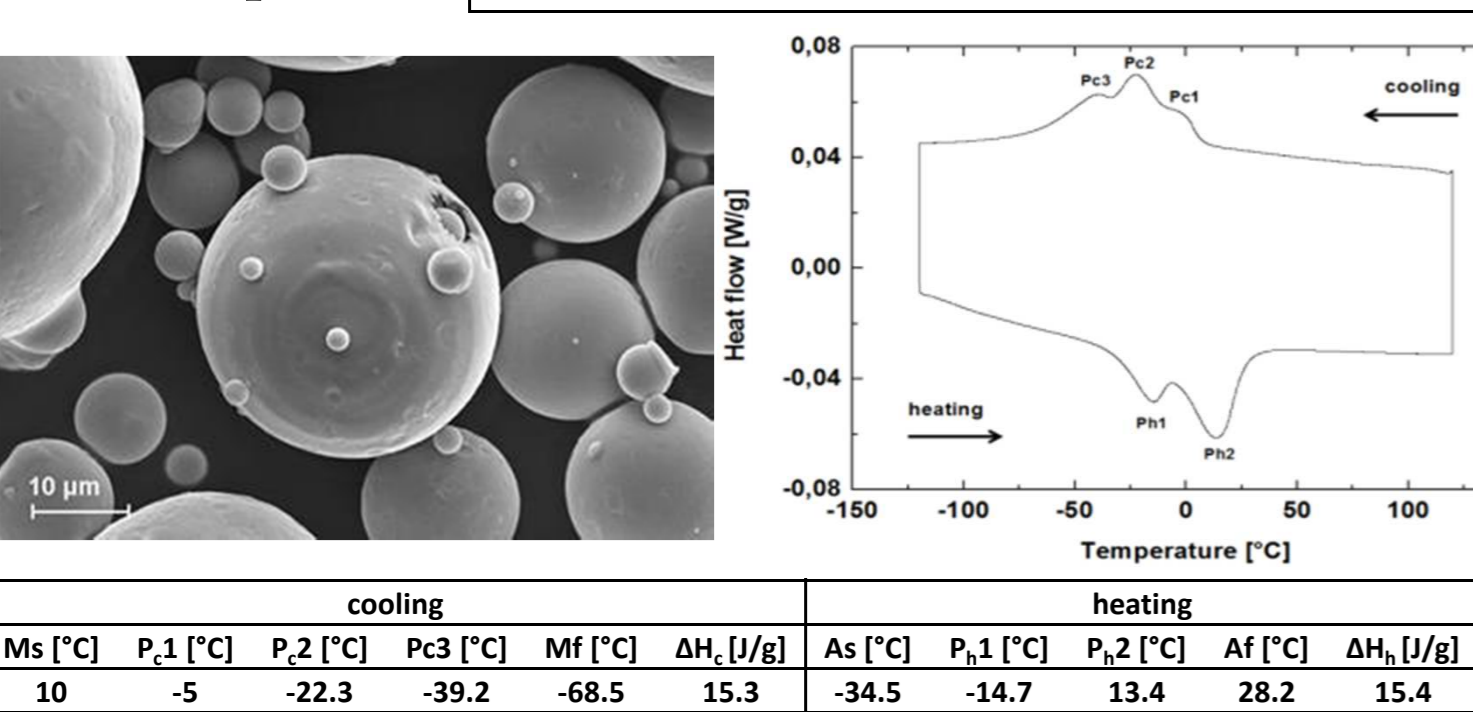 10 µm
0,08
0,04
0,00
-0,04
-0,08
Heat flow [W/g]
Pc3
Pc2
Pc1
cooling
heating
Ph1
Ph2
-150 -100 -50 0 50 100
Temperature [°C]
cooling heating
Ms [°C] Pc1 [°C] Pc2 [°C] Pc3 [°C] Mf [°C] ΔHc [J/g] As [°C] Ph1 [°C] Ph2 [°C] Af [°C] ΔHh [J/g]
10 -5 -22.3 -39.2 -68.5 15.3 -34.5 -14.7 13.4 28.2 15.4